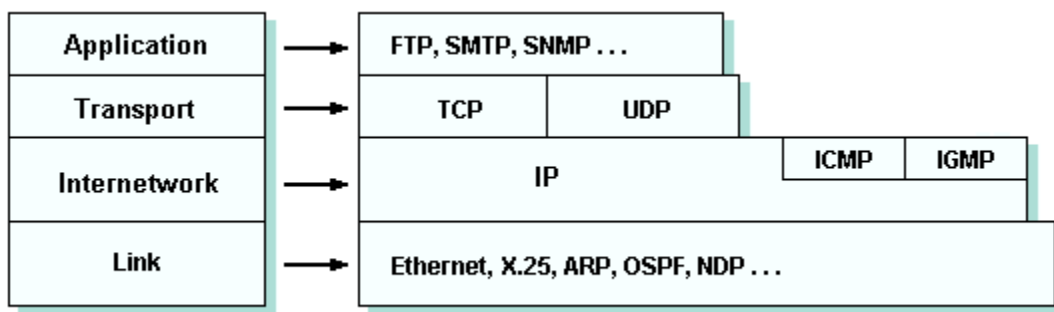 Application
FTP, SMTP, SNMP . . .
Transport
TCP
UDP
Internetwork
IP
ICMP
IGMP
Link
Ethernet, X.25, ARP, OSPF, NDP . . .